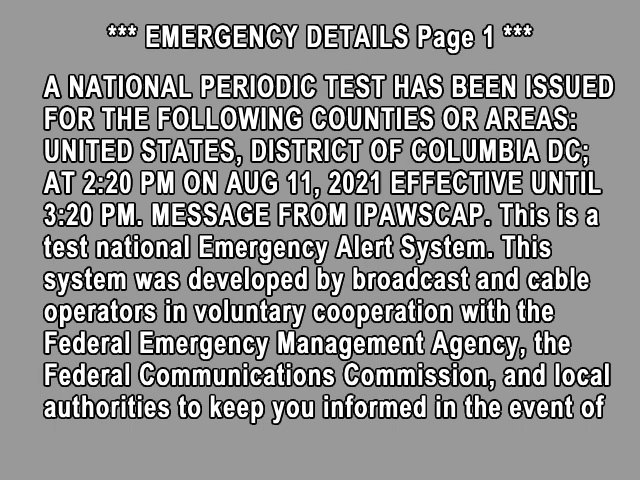 *** EMERGENCY DETAILS Page 1 ***
A NATIONAL PERIODIC TEST HAS BEEN ISSUED
FOR THE FOLLOWING COUNTIES OR AREAS:
UNITED STATES, DISTRICT OF COLUMBIA DC;
AT 2:20 PM ON AUG 11, 2021 EFFECTIVE UNTIL
3:20 PM. MESSAGE FROM IPAWSCAP. This is a
test national Emergency Alert System. This
system was developed by broadcast and cable
operators in voluntary cooperation with the
Federal Emergency Management Agency, the
Federal Communications Commission, and local
authorities to keep you informed in the event of